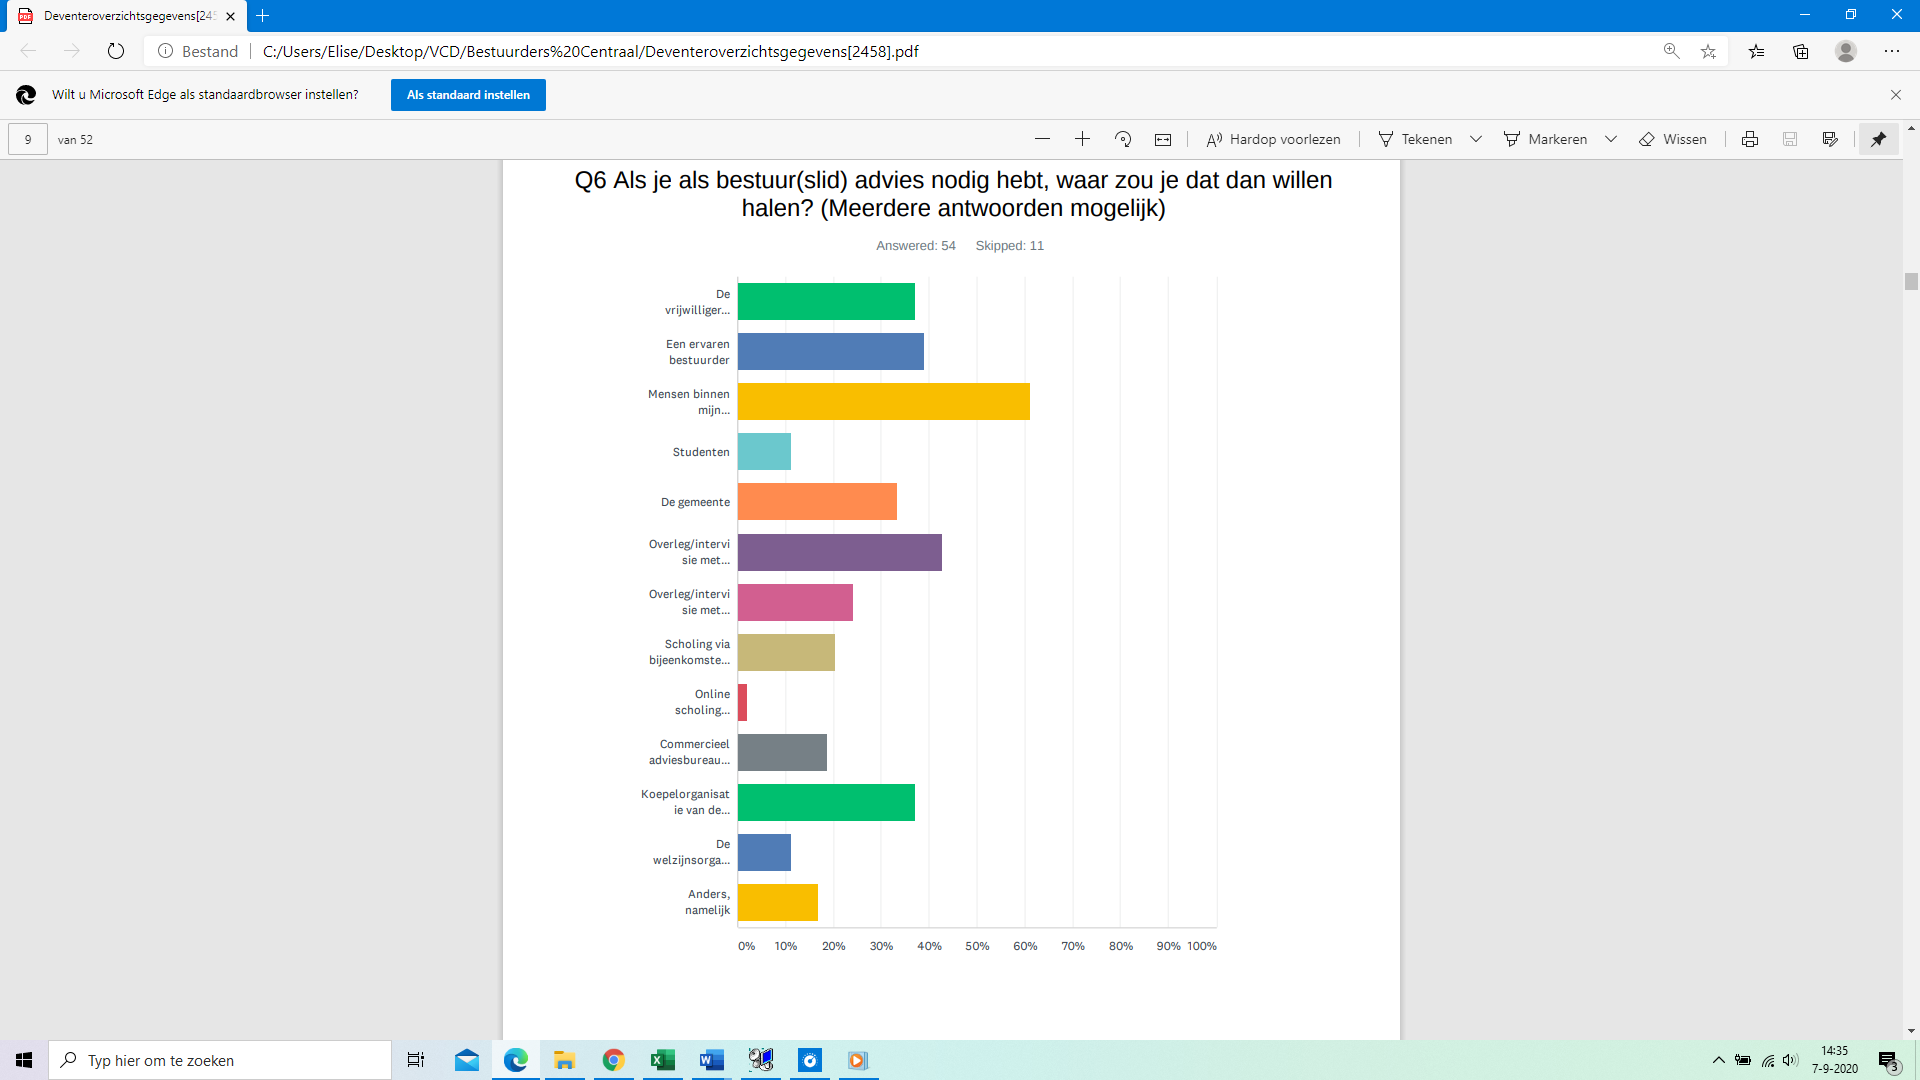 Deventeroverzichtsgegevens[245
Bestand
C:/Users/Elise/Desktop/VCD/Bestuurders%20Centraal/Deventeroverzichtsgegevens[2458].pdf
Wilt u Microsoft Edge als standaardbrowser instellen?
Als standaard instellen
9 van 52
Hardop voorlezen
Tekenen
Markeren
Wissen
Q6 Als je als bestuur(slid) advies nodig hebt, waar zou je dat dan willen
halen? (Meerdere antwoorden mogelijk)
Answered: 54 Skipped: 11
De
vrijwilliger...
Een ervaren
bestuurder
Mensen binnen
mijn...
Studenten
De gemeente
Overleg/intervi
sie met...
Overleg/intervi
sie met...
Scholing via
bijeenkomste...
Online
scholing...
Commercieel
adviesbureau...
Koepelorganisat
ie van de...
De
welzijnsorga...
Anders,
namelijk
0% 10% 20% 30% 40% 50% 60% 70% 80% 90% 100%
Typ hier om te zoeken
14:35
7-9-2020
3